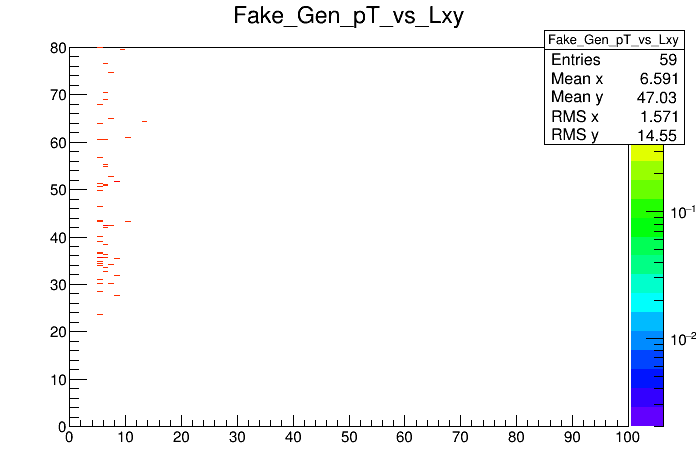 Fake_Gen_pT_vs_Lxy
Fake_Gen_pT_vs_Lxy
Entries 59
Mean x 6.591
Mean y 47.03
RMS x 1.571
RMS y 14.55
80
70
60
50
40
30
20
10
0
10⁻¹
10⁻²
0 10 20 30 40 50 60 70 80 90 100